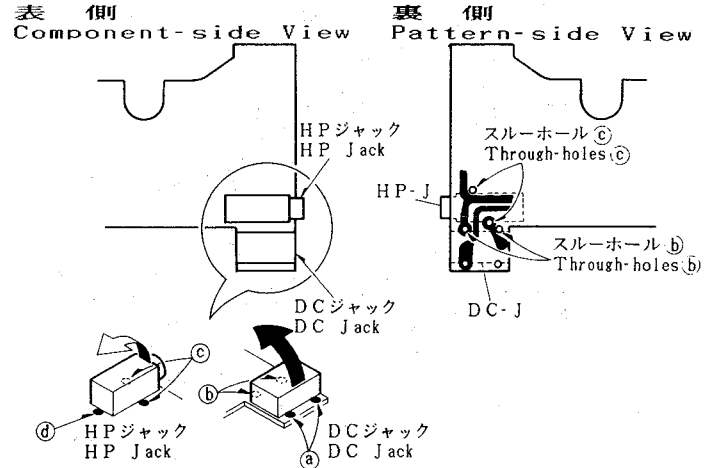 表 側
Component-side View
裏 側
Pattern-side View
HPジャック
HP Jack
スルーホールⓒ
Through-holesⓒ
HP-J
スルーホールⓑ
Through-holesⓑ
DC-J
DCジャック
DC Jack
ⓒ
ⓑ
ⓓ
HPジャック
HP Jack
ⓐ
DCジャック
DC Jack